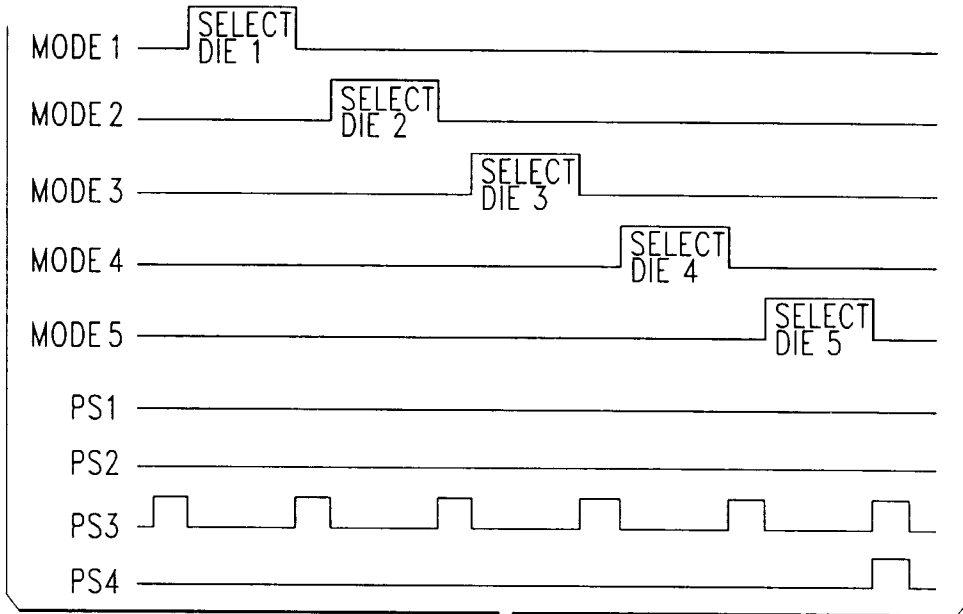 MODE 1
SELECT
DIE 1
MODE 2
SELECT
DIE 2
MODE 3
SELECT
DIE 3
MODE 4
SELECT
DIE 4
MODE 5
SELECT
DIE 5
PS1
PS2
PS3
PS4